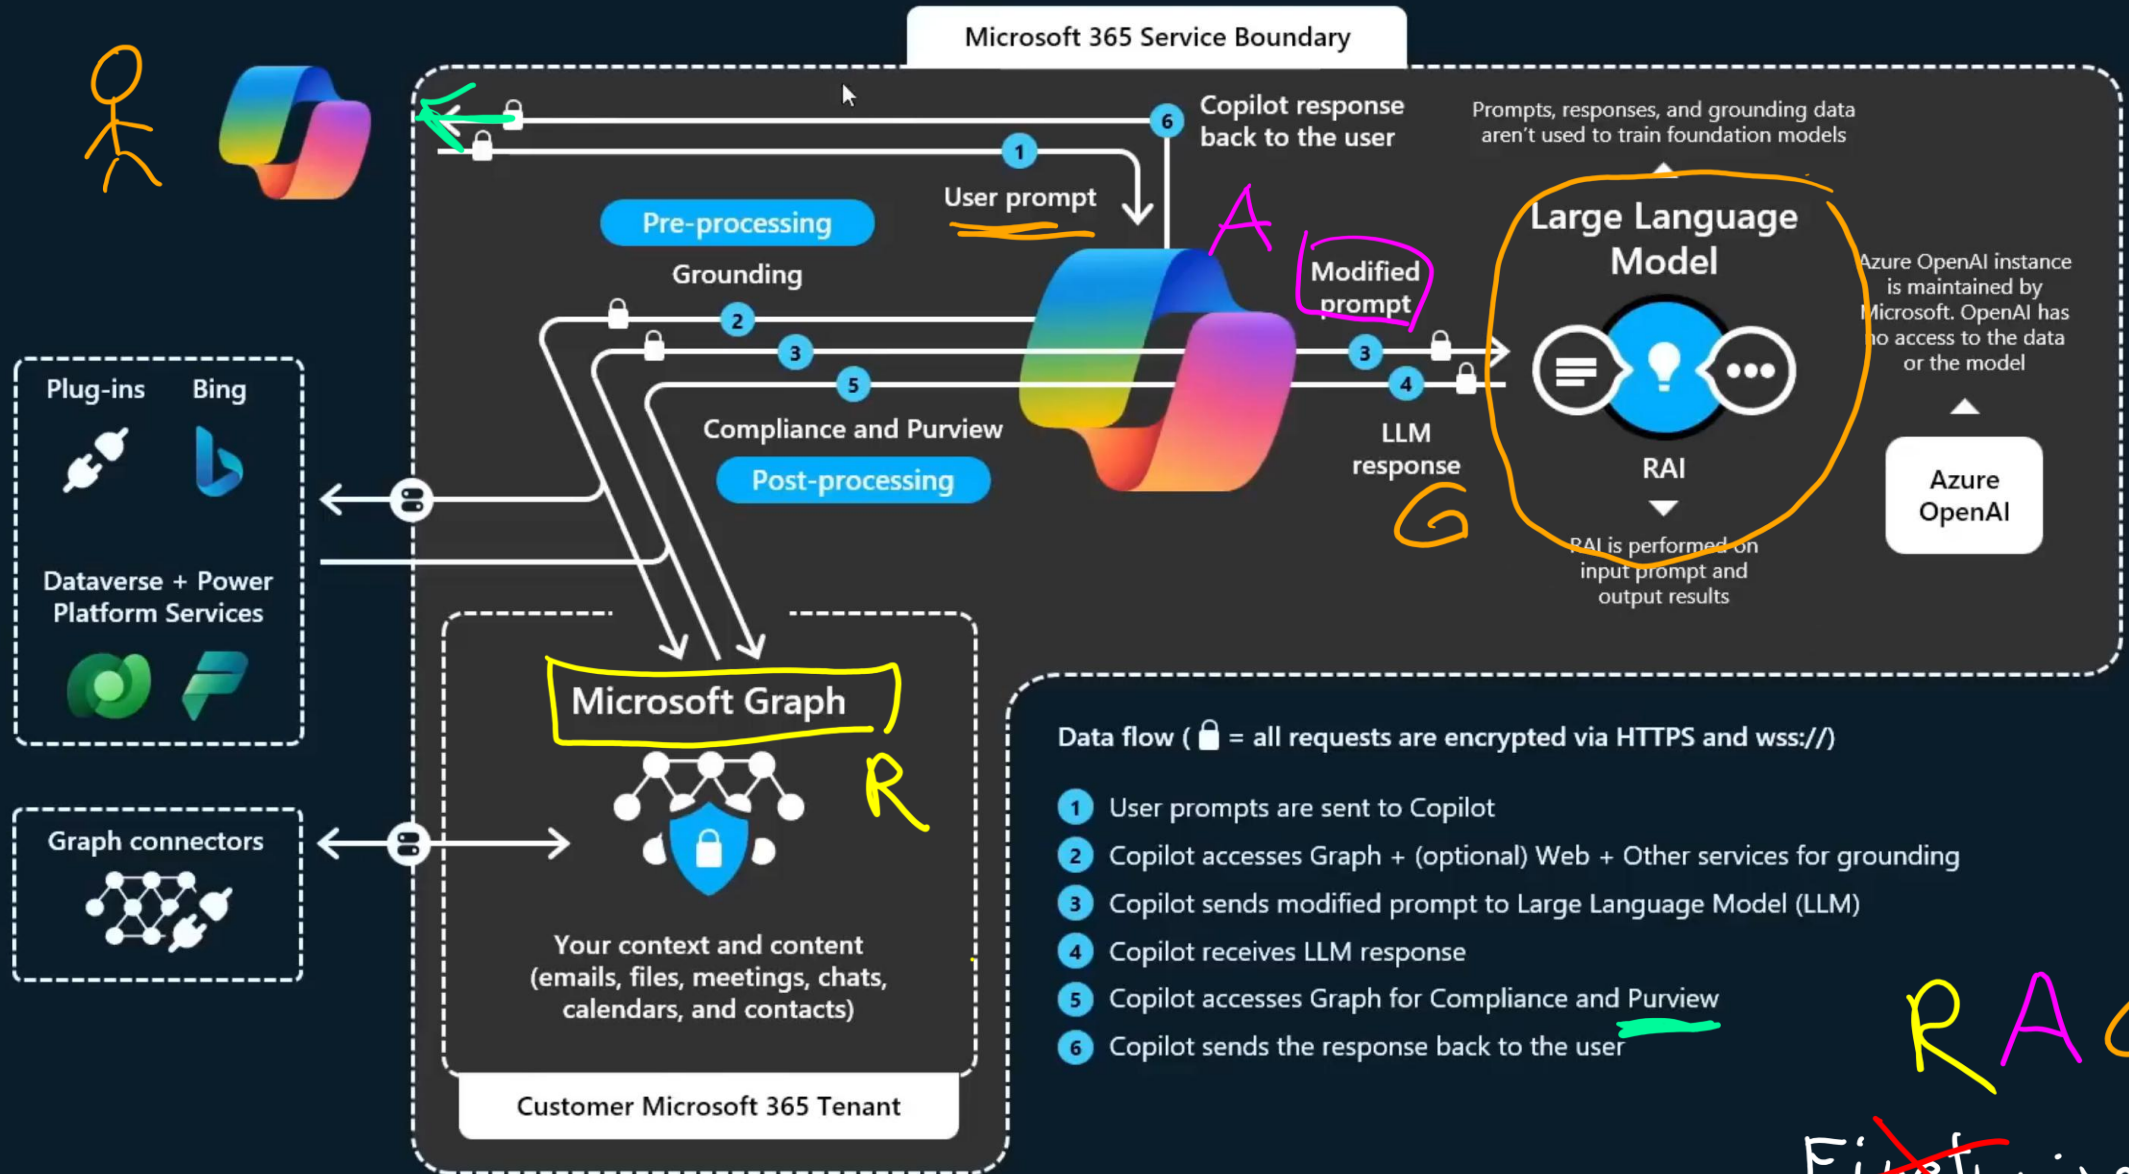 Microsoft 365 Service Boundary
6
Copilot response
back to the user
Prompts, responses, and grounding data
aren't used to train foundation models
1
User prompt
Pre-processing
Grounding
2
3
5
Compliance and Purview
Post-processing
A
Modified
prompt
3
4
LLM
response
G
Large Language
Model
RAI
RAI is performed on
input prompt and
output results
Azure OpenAI instance
is maintained by
Microsoft. OpenAI has
no access to the data
or the model
Azure
OpenAI
Plug-ins
Bing
Dataverse + Power
Platform Services
Graph connectors
Microsoft Graph
R
Your context and content
(emails, files, meetings, chats,
calendars, and contacts)
Customer Microsoft 365 Tenant
Data flow ( = all requests are encrypted via HTTPS and wss://)
1 User prompts are sent to Copilot
2 Copilot accesses Graph + (optional) Web + Other services for grounding
3 Copilot sends modified prompt to Large Language Model (LLM)
4 Copilot receives LLM response
5 Copilot accesses Graph for Compliance and Purview
6 Copilot sends the response back to the user
R A